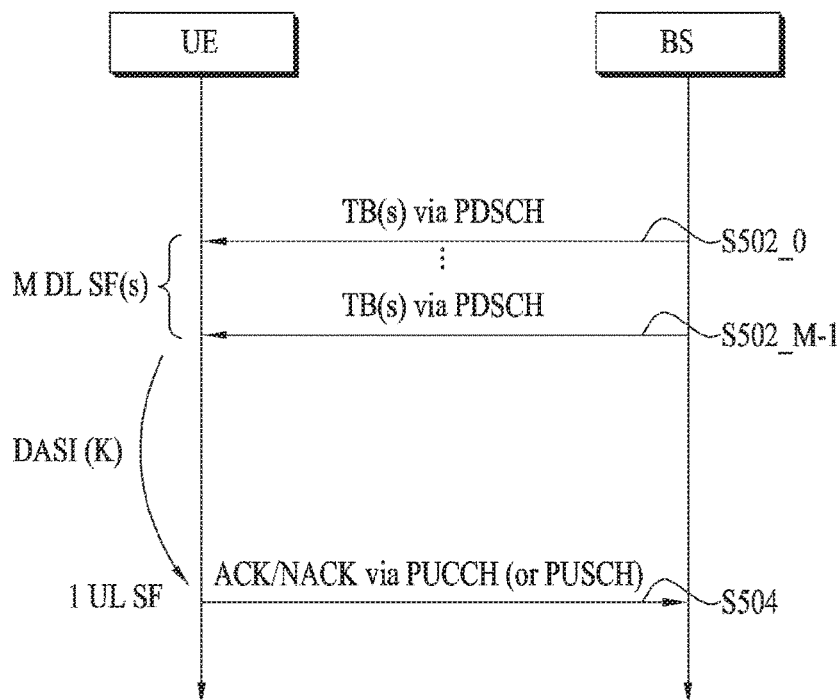 UE
BS
TB(s) via PDSCH
S502_0
M DL SF(s)
TB(s) via PDSCH
S502_M-1
DASI (K)
ACK/NACK via PUCCH (or PUSCH)
1 UL SF
S504